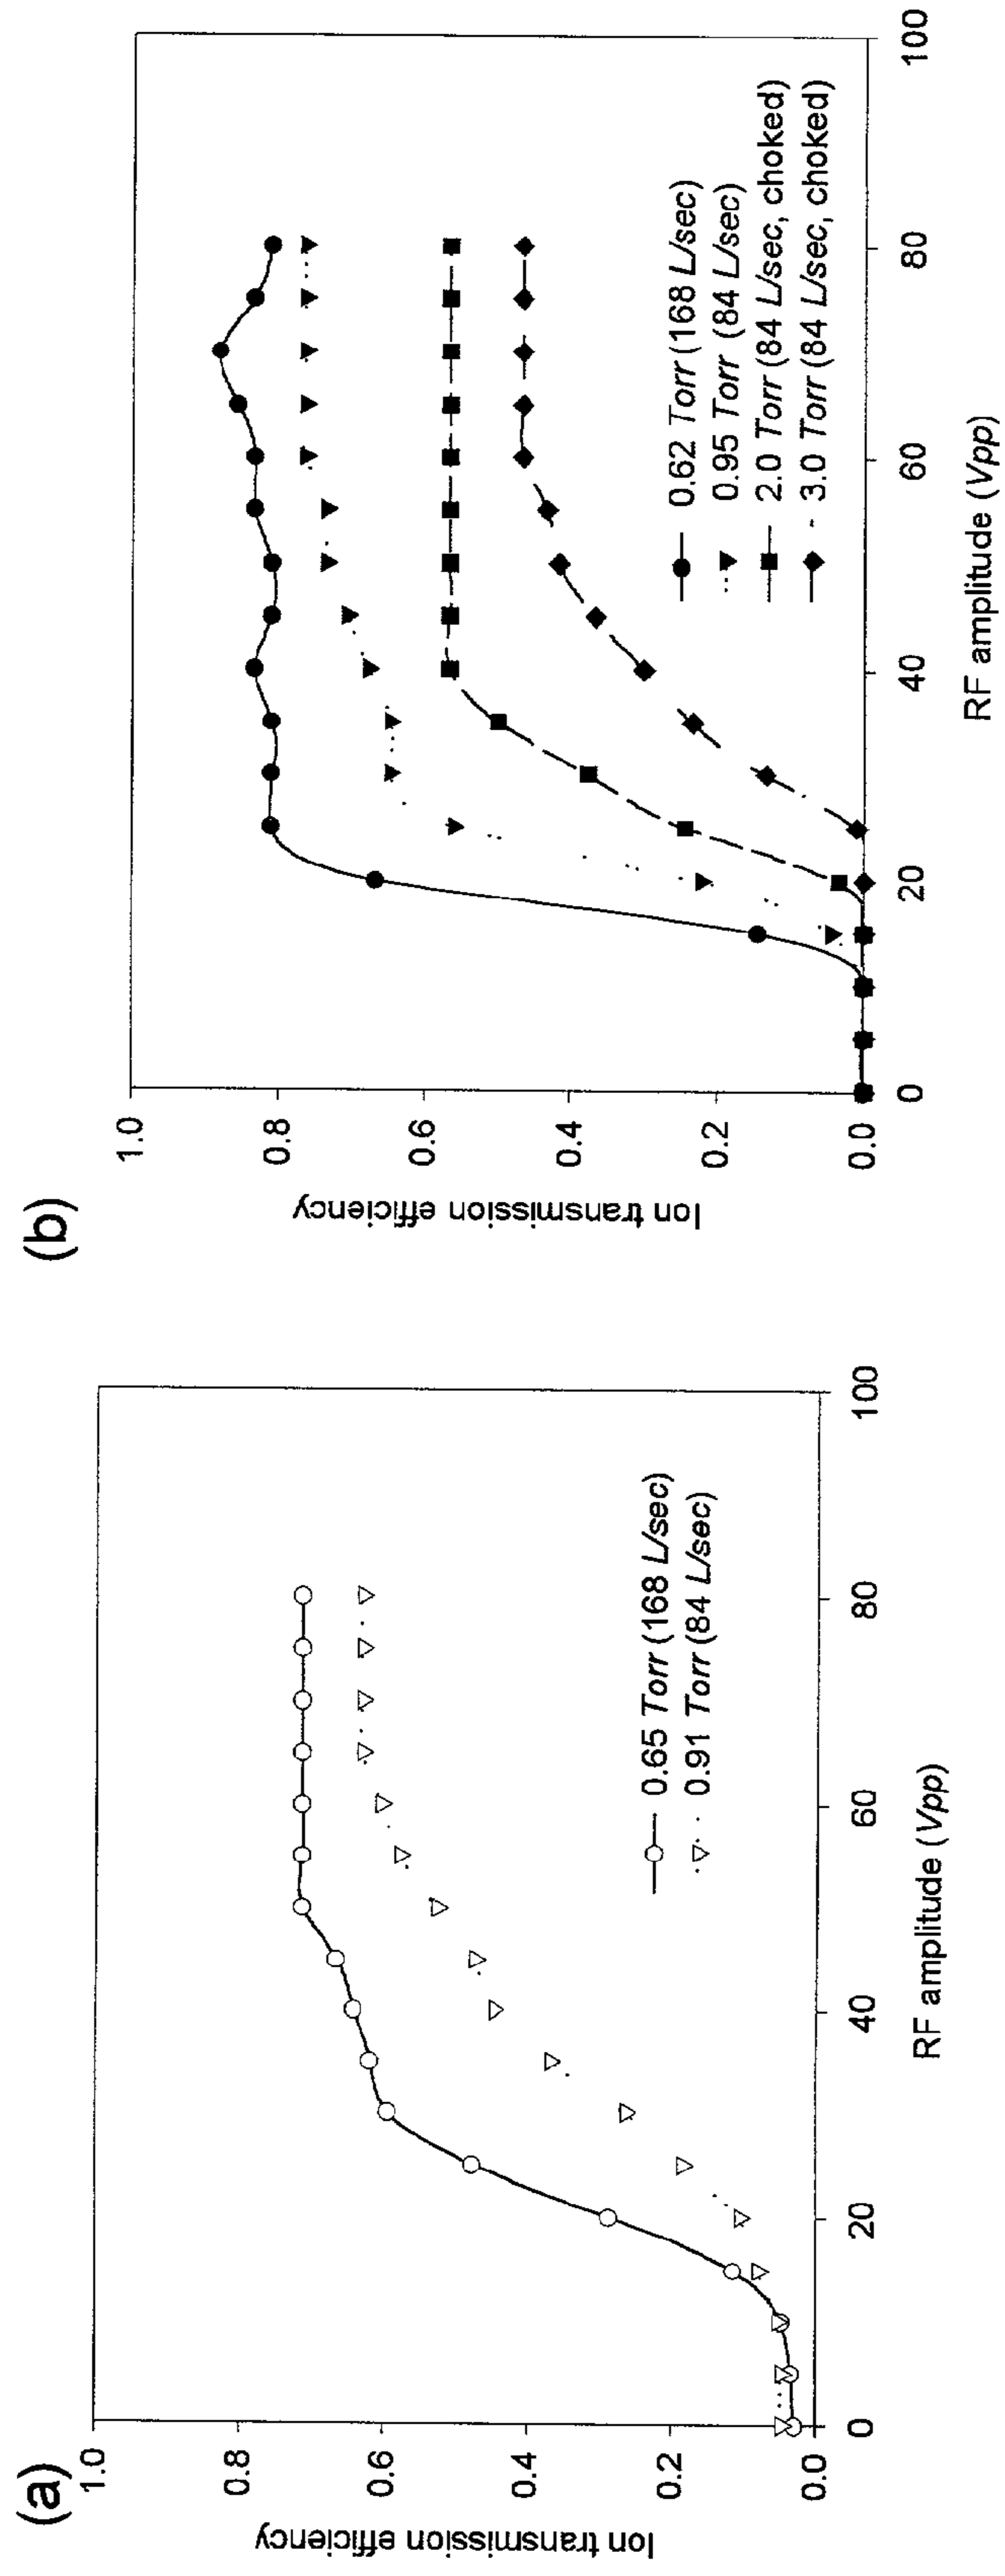 (a)
1.0
0.8
0.6
0.4
0.2
0.0
Ion transmission efficiency
0
20
40
60
80
100
RF amplitude (Vpp)
0.65 Torr (168 L/sec)
0.91 Torr (84 L/sec)
(b)
1.0
0.8
0.6
0.4
0.2
0.0
Ion transmission efficiency
0
20
40
60
80
100
RF amplitude (Vpp)
0.62 Torr (168 L/sec)
0.95 Torr (84 L/sec)
2.0 Torr (84 L/sec, choked)
3.0 Torr (84 L/sec, choked)